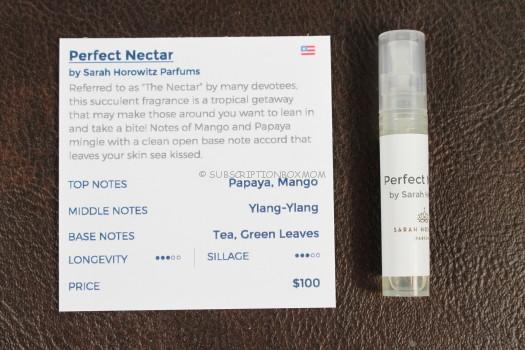 Perfect Nectar
by Sarah Horowitz Parfums
Referred to as "The Nectar" by many devotees,
this succulent fragrance is a tropical getaway
that may make those around you want to lean in
and take a bite! Notes of Mango and Papaya
mingle with a clean open base note accord that
leaves your skin sea kissed.
© SUBSCRIPTIONBOXMOM
TOP NOTES Papaya, Mango
MIDDLE NOTES Ylang-Ylang
BASE NOTES Tea, Green Leaves
LONGEVITY SILLAGE
PRICE $100
Perfect
by Sarah
SARAH